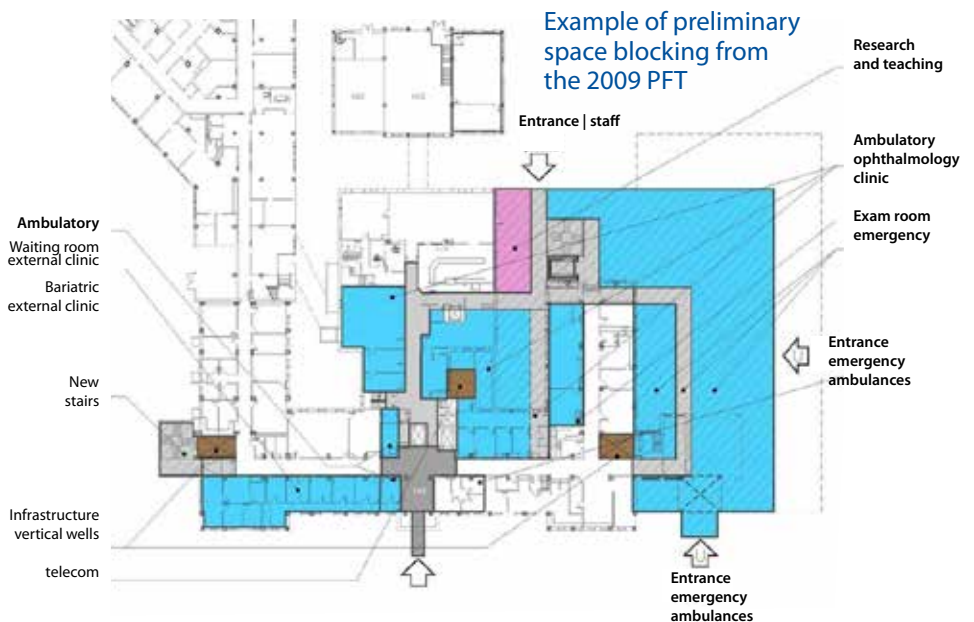 Example of preliminary
space blocking from
the 2009 PFT
Research
and teaching
Entrance | staff
Ambulatory
ophthalmology
clinic
Exam room
emergency
Ambulatory
Waiting room
external clinic
Bariatric
external clinic
Entrance
emergency
ambulances
New
stairs
Infrastructure
vertical wells
telecom
Entrance
emergency
ambulances